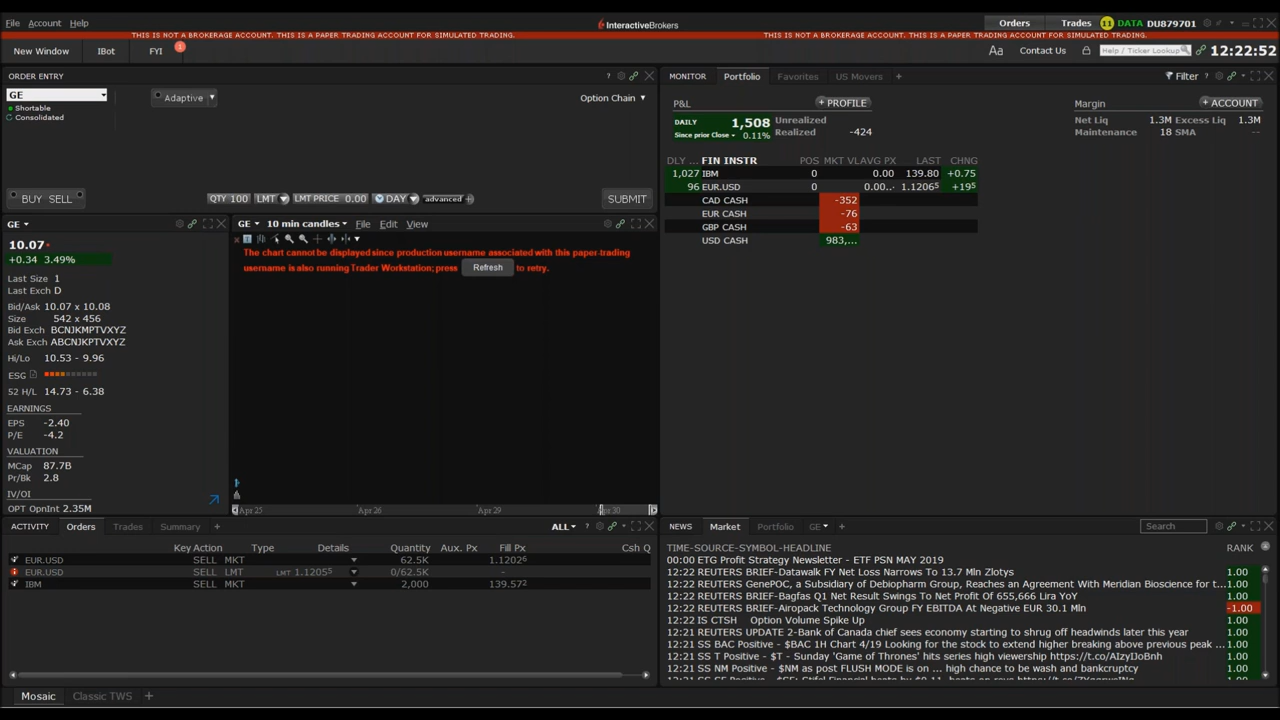 File Account Help
InteractiveBrokers
Orders Trades 11 DATA DU879701
THIS IS NOT A BROKERAGE ACCOUNT. THIS IS A PAPER TRADING ACCOUNT FOR SIMULATED TRADING. THIS IS NOT A BROKERAGE ACCOUNT. THIS IS A PAPER TRADING ACCOUNT FOR SIMULATED TRADING.
New Window IBot FYI 1
Aa Contact Us Help / Ticker Lookup 12:22:52
ORDER ENTRY ?
GE Adaptive Option Chain
Shortable
Consolidated
BUY SELL QTY 100 LMT LMT PRICE 0.00 DAY advanced SUBMIT
GE
10.07
+0.34 3.49%
Last Size 1
Last Exch D
Bid/Ask 10.07 x 10.08
Size 542 x 456
Bid Exch BCNJKMPTVXYZ
Ask Exch ABCNJKPTVXYZ
Hi/Lo 10.53 - 9.96
ESG
52 H/L 14.73 - 6.38
EARNINGS
EPS -2.40
P/E -4.2
VALUATION
MCap 87.7B
Pr/Bk 2.8
IV/OI
OPT OpnInt 2.35M
GE 10 min candles File Edit View
The chart cannot be displayed since production username associated with this paper-trading
username is also running Trader Workstation; press Refresh to retry.
Apr 25 Apr 26 Apr 29 Apr 30
MONITOR Portfolio Favorites US Movers + Filter ?
P&L + PROFILE Margin + ACCOUNT
DAILY 1,508 Unrealized
Since prior Close 0.11% Realized -424
Net Liq 1.3M Excess Liq 1.3M
Maintenance 18 SMA --
DLY ... FIN INSTR POS MKT VLAVG PX LAST CHNG
1,027 IBM 0 0.00 139.80 +0.75
96 EUR.USD 0 0.00... 1.1206⁵ +19⁵
CAD CASH -352
EUR CASH -76
GBP CASH -63
USD CASH 983,...
ACTIVITY Orders Trades Summary + ALL ?
Key Action Type Details Quantity Aux. Px Fill Px Csh Q
EUR.USD SELL MKT 62.5K 1.1202⁶
EUR.USD SELL LMT LMT 1.1205⁵ 0/62.5K -
IBM SELL MKT 2,000 139.57²
NEWS Market Portfolio GE + Search
TIME-SOURCE-SYMBOL-HEADLINE RANK
00:00 ETG Profit Strategy Newsletter - ETF PSN MAY 2019
12:22 REUTERS BRIEF-Datawalk FY Net Loss Narrows To 13.7 Mln Zlotys 1.00
12:22 REUTERS BRIEF-GenePOC, a Subsidiary of Debiopharm Group, Reaches an Agreement With Meridian Bioscience for t... 1.00
12:22 REUTERS BRIEF-Bagfas Q1 Net Result Swings To Net Profit Of 655,666 Lira YoY 1.00
12:22 REUTERS BRIEF-Airopack Technology Group FY EBITDA At Negative EUR 30.1 Mln -1.00
12:22 IS CTSH Option Volume Spike Up 1.00
12:21 REUTERS UPDATE 2-Bank of Canada chief sees economy starting to shrug off headwinds later this year 1.00
12:21 SS BAC Positive - $BAC 1H Chart 4/19 Looking for the stock to extend higher breaking above previous peak ... 1.00
12:21 SS T Positive - $T - Sunday 'Game of Thrones' hits series high viewership https://t.co/AIzyIJoBnh 1.00
12:21 SS NM Positive - $NM as post FLUSH MODE is on ... high chance to be wash and bankcruptcy 1.00
Mosaic Classic TWS +